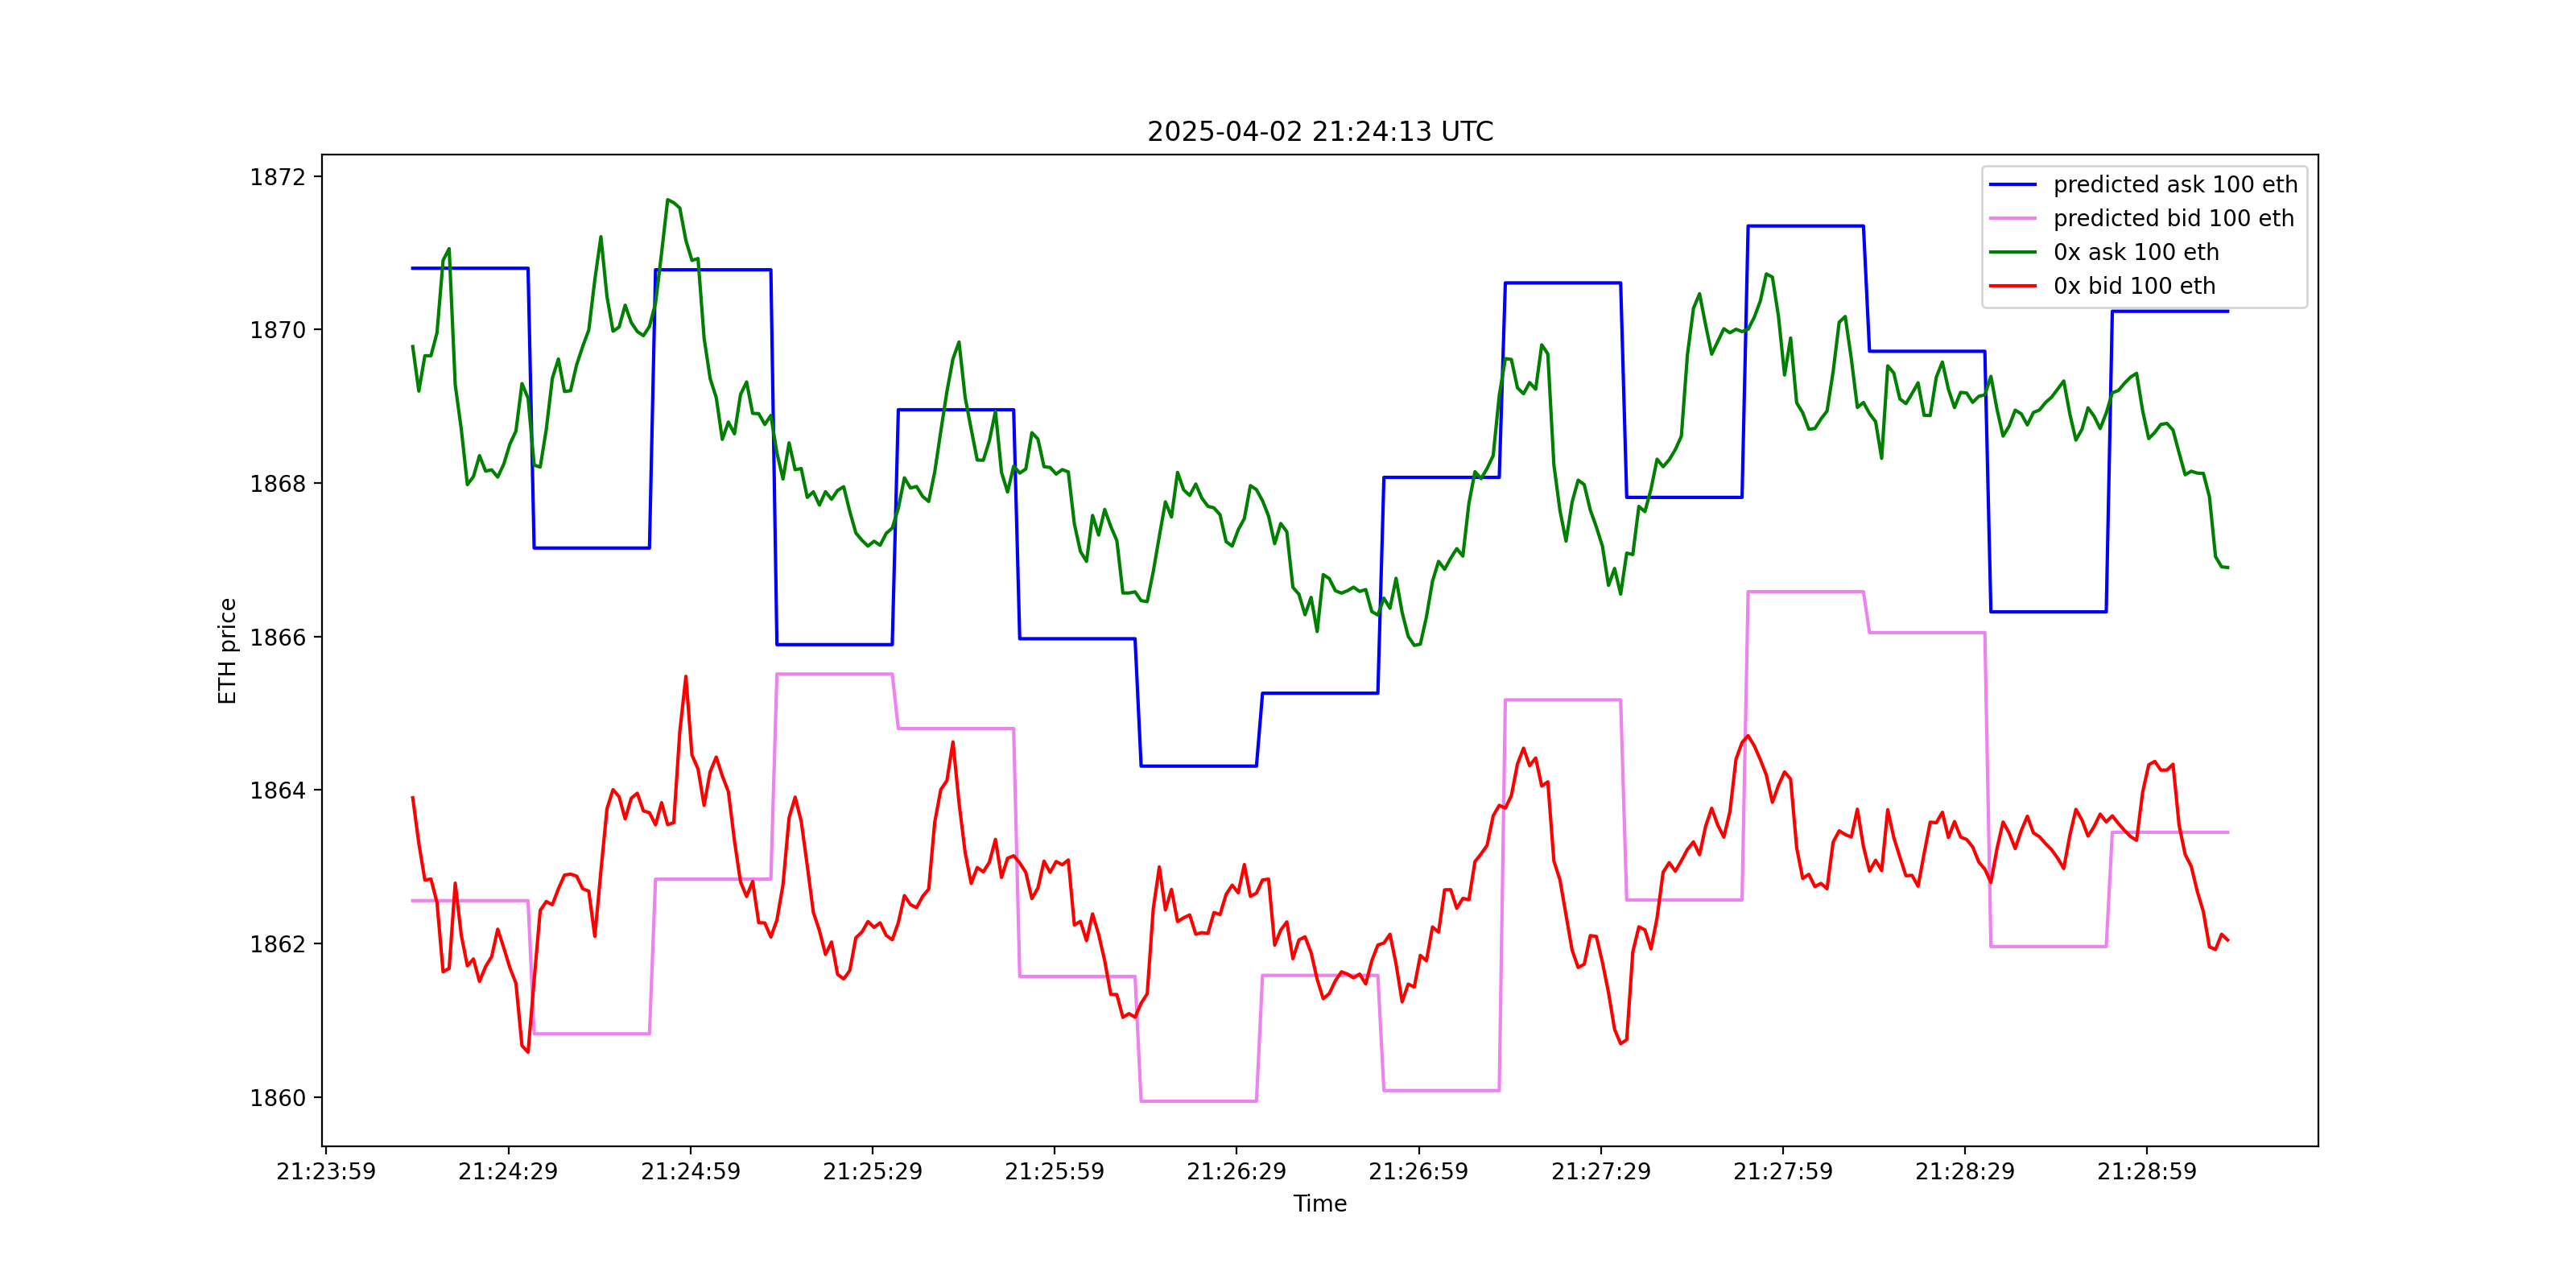 2025-04-02 21:24:13 UTC
predicted ask 100 eth
predicted bid 100 eth
0x ask 100 eth
0x bid 100 eth
ETH price
1872
1870
1868
1866
1864
1862
1860
21:23:59 21:24:29 21:24:59 21:25:29 21:25:59 21:26:29 21:26:59 21:27:29 21:27:59 21:28:29 21:28:59
Time